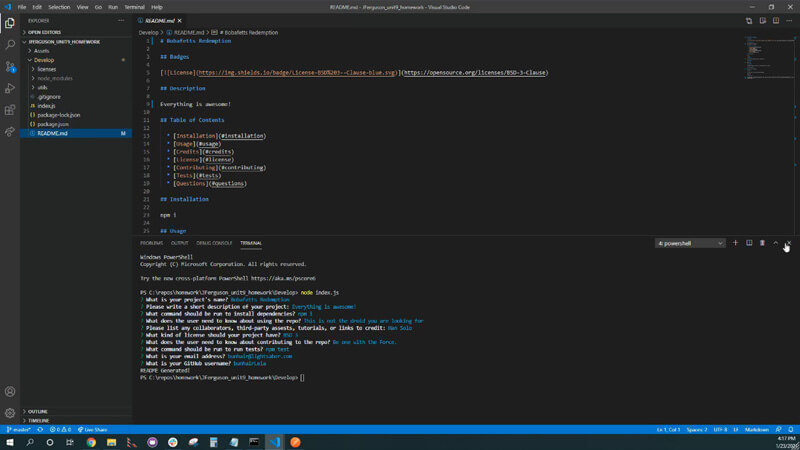 File Edit Selection View Go Run Terminal Help
README.md - JFerguson_unit9_homework - Visual Studio Code
EXPLORER
OPEN EDITORS
JFERGUSON_UNIT9_HOMEWORK
Assets
Develop
licenses
node_modules
utils
.gitignore
index.js
package-lock.json
package.json
README.md M
OUTLINE
TIMELINE
README.md
Develop > README.md > # Bobafetts Redemption
1 # Bobafetts Redemption
2
3 ## Badges
4
5 [![License](https://img.shields.io/badge/License-BSD%203--Clause-blue.svg)](https://opensource.org/licenses/BSD-3-Clause)
6
7 ## Description
8
9 Everything is awesome!
10
11 ## Table of Contents
12
13 * [Installation](#installation)
14 * [Usage](#usage)
15 * [Credits](#credits)
16 * [License](#license)
17 * [Contributing](#contributing)
18 * [Tests](#tests)
19 * [Questions](#questions)
20
21 ## Installation
22
23 npm i
24
25 ## Usage
PROBLEMS OUTPUT DEBUG CONSOLE TERMINAL
4: powershell
Windows PowerShell
Copyright (C) Microsoft Corporation. All rights reserved.
Try the new cross-platform PowerShell https://aka.ms/pscore6
PS C:\repos\homework\JFerguson_unit9_homework\Develop> node index.js
? What is your project's name? Bobafetts Redemption
? Please write a short description of your project: Everything is awesome!
? What command should be run to install dependencies? npm i
? What does the user need to know about using the repo? This is not the droid you are looking for
? Please list any collaborators, third-party assests, tutorials, or links to credit: Han Solo
? What kind of license should your project have? BSD 3
? What does the user need to know about contributing to the repo? Be one with the force.
? What command should be run to run tests? npm test
? What is your email address? bunhair@lightsaber.com
? What is your GitHub username? bunhairleia
README Generated!
PS C:\repos\homework\JFerguson_unit9_homework\Develop>
master* 0 0 Live Share
Ln 1, Col 1 Spaces: 2 UTF-8 LF Markdown
4:17 PM